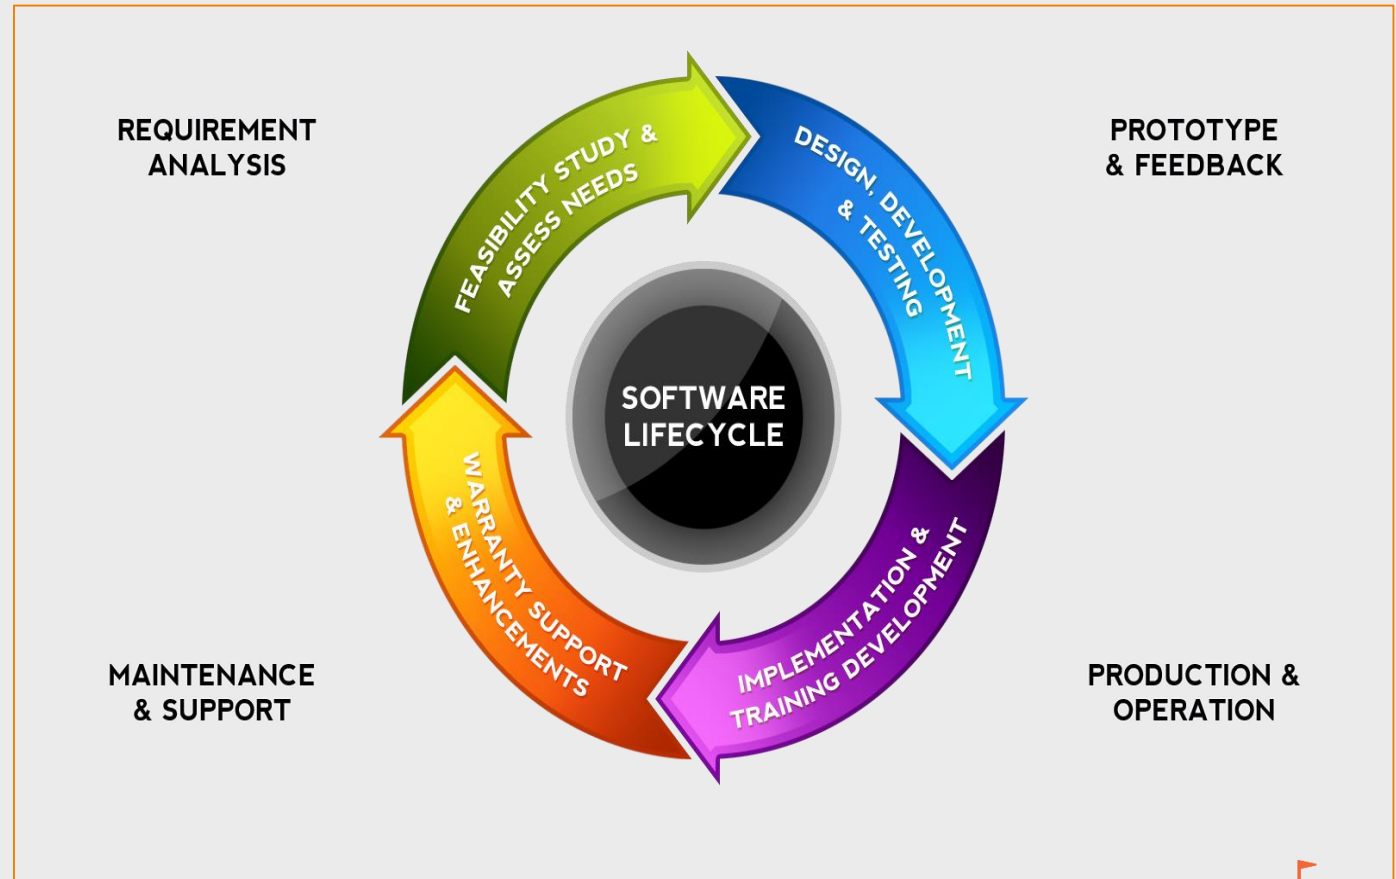 REQUIREMENT
ANALYSIS
FEASIBILITY STUDY &
ASSESS NEEDS
DESIGN, DEVELOPMENT
& TESTING
PROTOTYPE
& FEEDBACK
SOFTWARE
LIFECYCLE
MAINTENANCE
& SUPPORT
WARRANTY SUPPORT
& ENHANCEMENTS
IMPLEMENTATION &
TRAINING DEVELOPMENT
PRODUCTION &
OPERATION